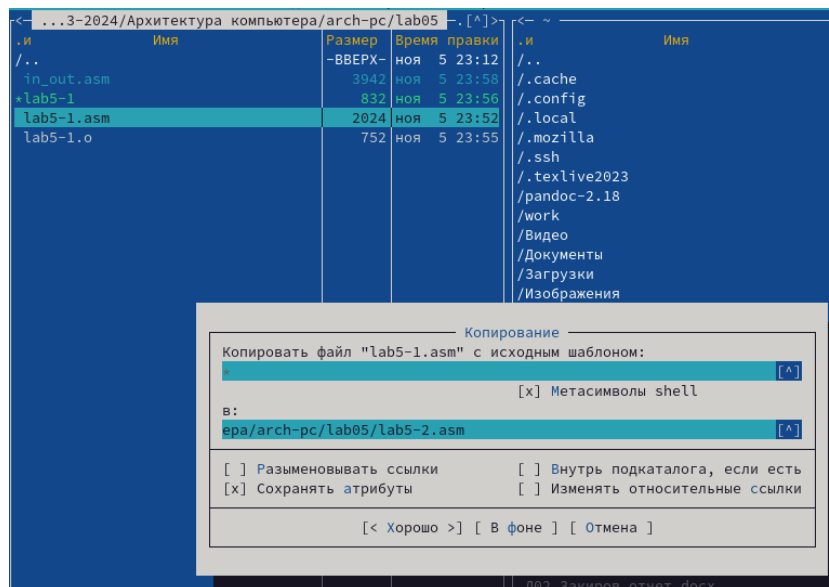 <─ ...3-2024/Архитектура компьютера/arch-pc/lab05 ─.[^]>
.и Имя Размер Время правки
/.. -ВВЕРХ- ноя 5 23:12
in_out.asm 3942 ноя 5 23:58
*lab5-1 832 ноя 5 23:56
lab5-1.asm 2024 ноя 5 23:52
lab5-1.o 752 ноя 5 23:55
<─ ~
.и Имя
/..
/.cache
/.config
/.local
/.mozilla
/.ssh
/.texlive2023
/pandoc-2.18
/work
/Видео
/Документы
/Загрузки
/Изображения
Копирование
Копировать файл "lab5-1.asm" с исходным шаблоном:
* [^]
[x] Метасимволы shell
в:
epa/arch-pc/lab05/lab5-2.asm [^]
[ ] Разыменовывать ссылки [ ] Внутрь подкаталога, если есть
[x] Сохранять атрибуты [ ] Изменять относительные ссылки
[< Хорошо >] [ В фоне ] [ Отмена ]
Л02_Закиров_отчет.docx